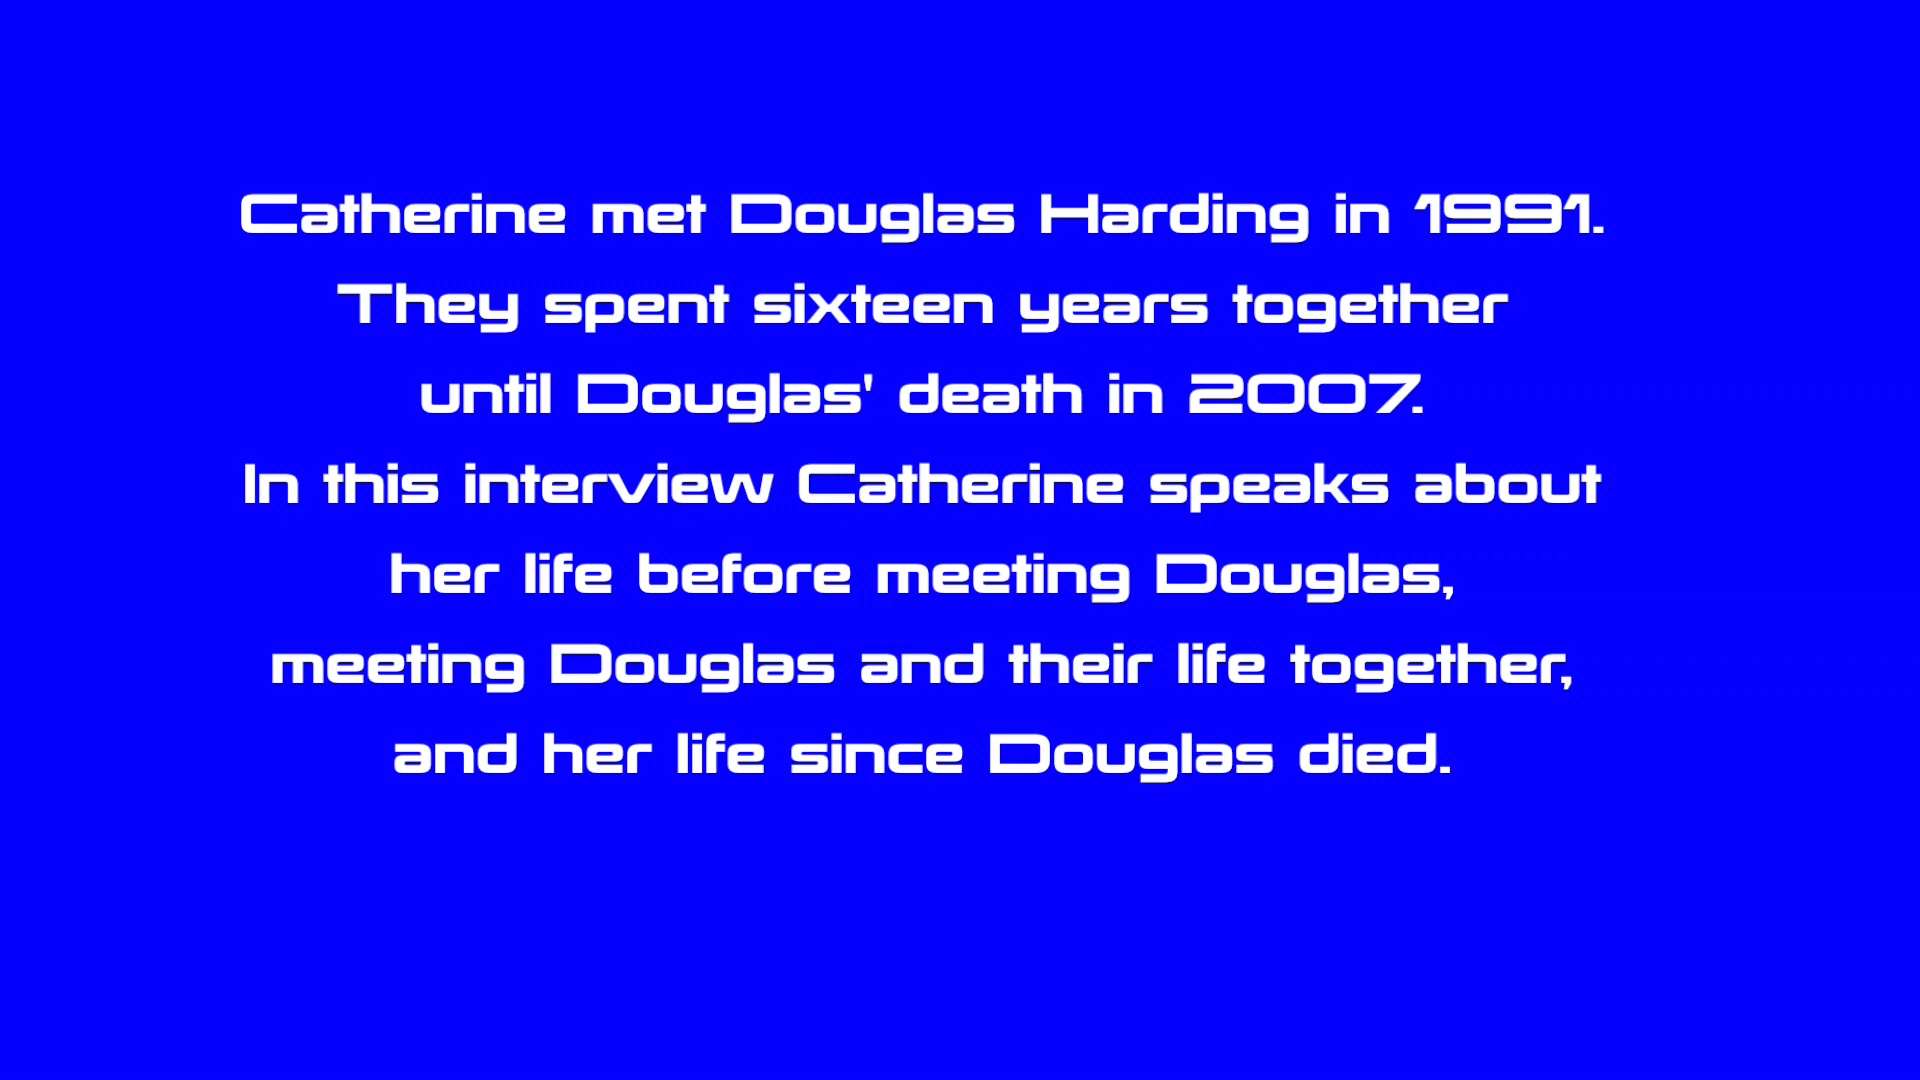 Catherine met Douglas Harding in 1991.
They spent sixteen years together
until Douglas' death in 2007.
In this interview Catherine speaks about
her life before meeting Douglas,
meeting Douglas and their life together,
and her life since Douglas died.